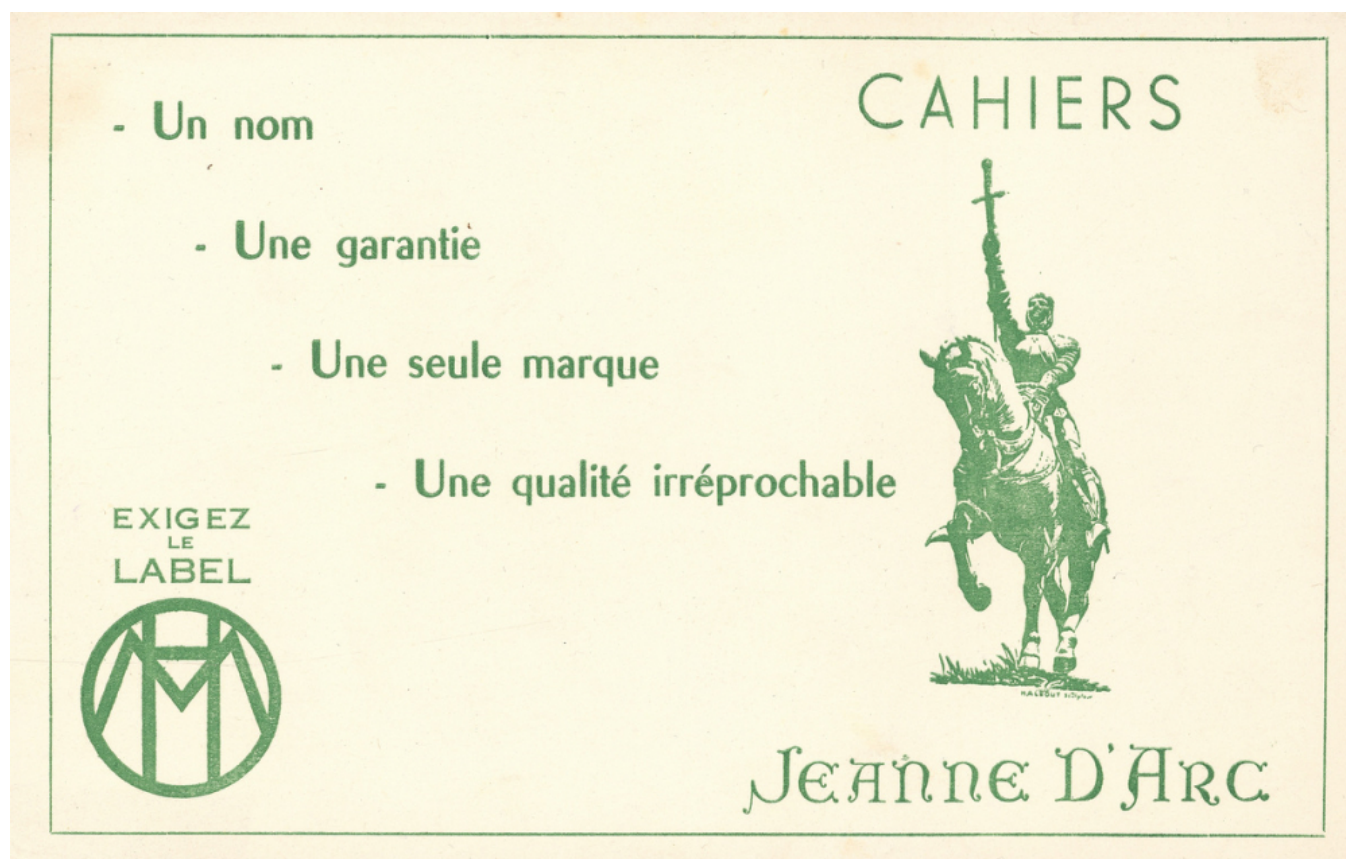 - Un nom
- Une garantie
- Une seule marque
- Une qualité irréprochable
EXIGEZ
LE
LABEL
CAHIERS
JEANNE D'ARC